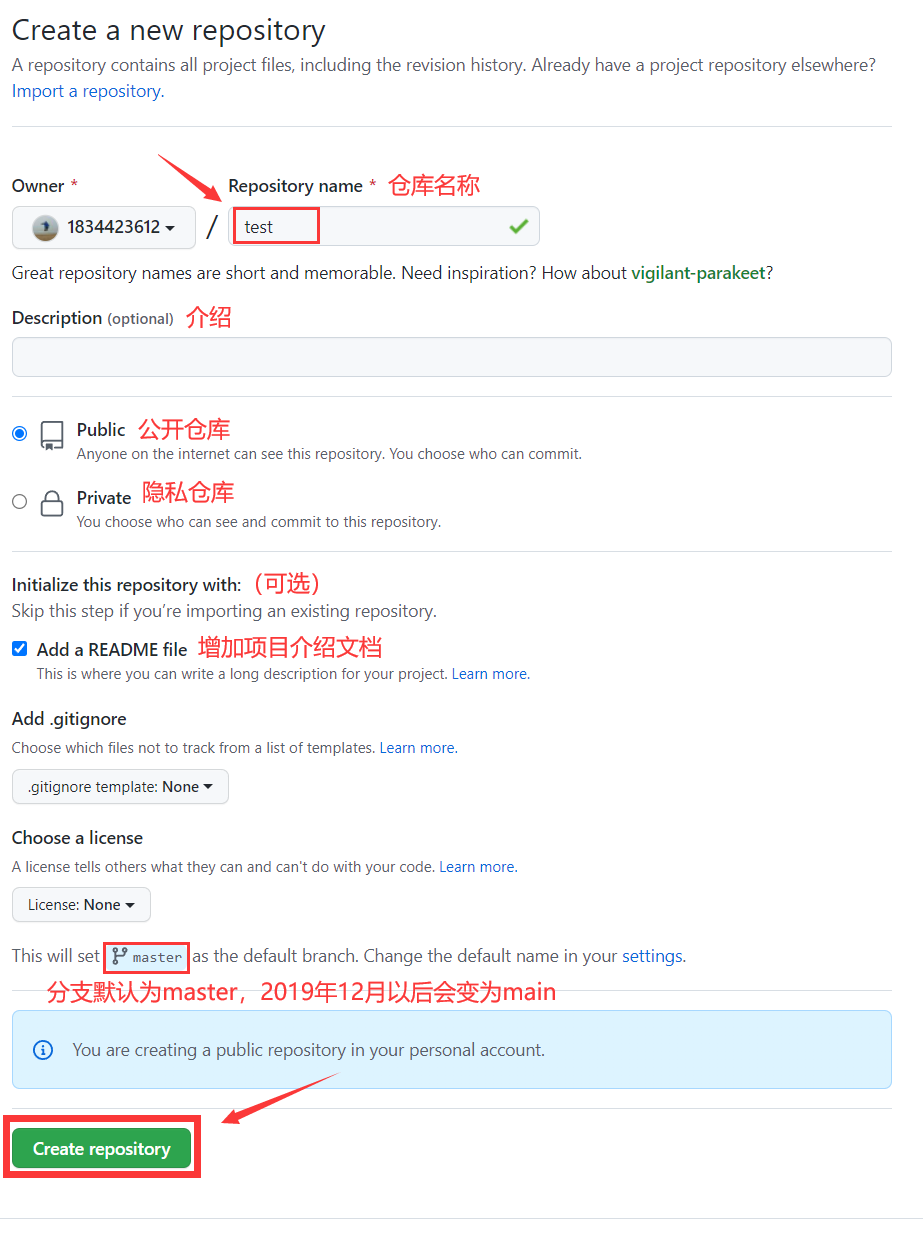 Create a new repository
A repository contains all project files, including the revision history. Already have a project repository elsewhere?
Import a repository.
Owner * Repository name * 仓库名称
1834423612 / test
Great repository names are short and memorable. Need inspiration? How about vigilant-parakeet?
Description (optional) 介绍
Public 公开仓库
Anyone on the internet can see this repository. You choose who can commit.
Private 隐私仓库
You choose who can see and commit to this repository.
Initialize this repository with: （可选）
Skip this step if you’re importing an existing repository.
Add a README file 增加项目介绍文档
This is where you can write a long description for your project. Learn more.
Add .gitignore
Choose which files not to track from a list of templates. Learn more.
.gitignore template: None
Choose a license
A license tells others what they can and can't do with your code. Learn more.
License: None
This will set master as the default branch. Change the default name in your settings.
分支默认为master，2019年12月以后会变为main
You are creating a public repository in your personal account.
Create repository